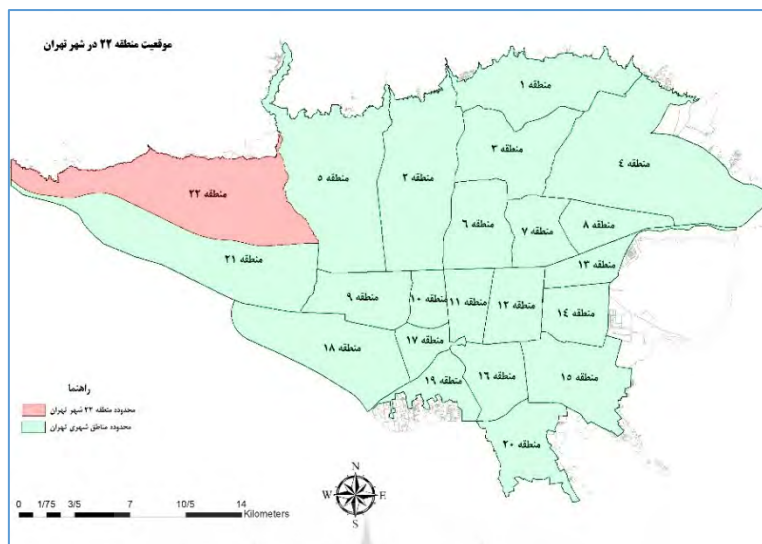 موقعیت منطقه ۲۲ در شهر تهران
منطقه ۱
منطقه ۳
منطقه ۴
منطقه ۵
منطقه ۲
منطقه ۲۲
منطقه ۶
منطقه ۷
منطقه ۸
منطقه ۲۱
منطقه ۱۳
منطقه ۹
منطقه ۱۰
منطقه ۱۱
منطقه ۱۲
منطقه ۱۴
منطقه ۱۸
منطقه ۱۷
منطقه ۱۹
منطقه ۱۶
منطقه ۱۵
منطقه ۲۰
راهنما
محدوده منطقه ۲۲ شهر تهران
محدوده مناطق شهری تهران
N
W E
S
0 1/75 3/5 7 10/5 14
Kilometers